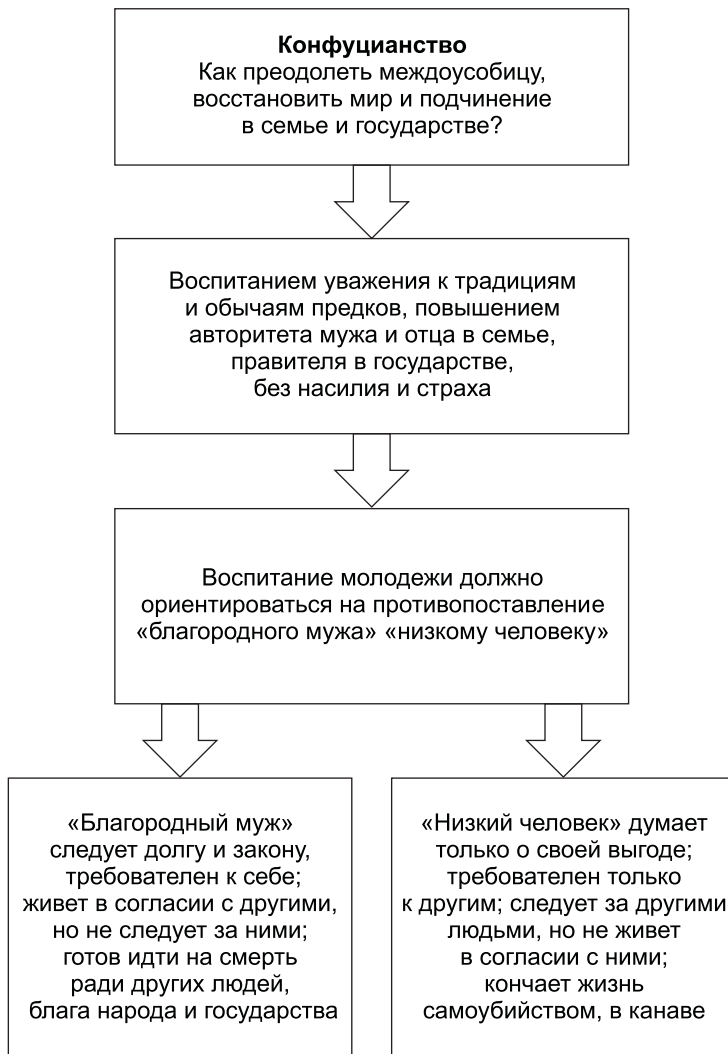 Конфуцианство
Как преодолеть междоусобицу,
восстановить мир и подчинение
в семье и государстве?
Воспитанием уважения к традициям
и обычаям предков, повышением
авторитета мужа и отца в семье,
правителя в государстве,
без насилия и страха
Воспитание молодежи должно
ориентироваться на противопоставление
«благородного мужа» «низкому человеку»
«Благородный муж»
следует долгу и закону,
требователен к себе;
живет в согласии с другими,
но не следует за ними;
готов идти на смерть
ради других людей,
блага народа и государства
«Низкий человек» думает
только о своей выгоде;
требователен только
к другим; следует за другими
людьми, но не живет
в согласии с ними;
кончает жизнь
самоубийством, в канаве